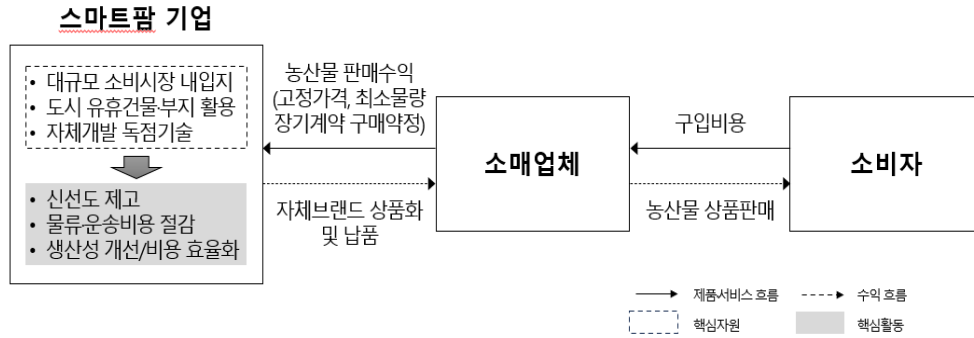 스마트팜 기업
• 대규모 소비시장 내입지
• 도시 유휴건물·부지 활용
• 자체개발 독점기술
• 신선도 제고
• 물류·운송비용 절감
• 생산성 개선/비용 효율화
농산물 판매수익
(고정가격, 최소물량
장기계약 구매약정)
자체브랜드 상품화
및 납품
소매업체
구입비용
농산물 상품판매
소비자
제품·서비스 흐름
수익 흐름
핵심자원
핵심활동